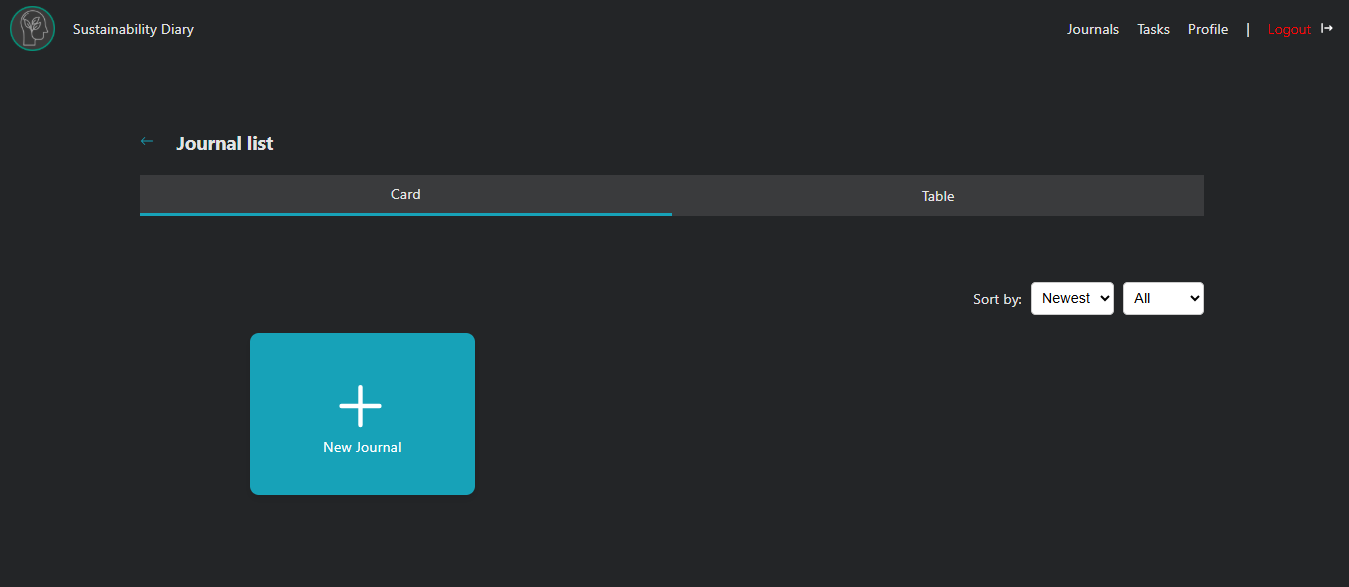 Sustainability Diary
Journals Tasks Profile | Logout
Journal list
Card Table
Sort by: Newest All
New Journal